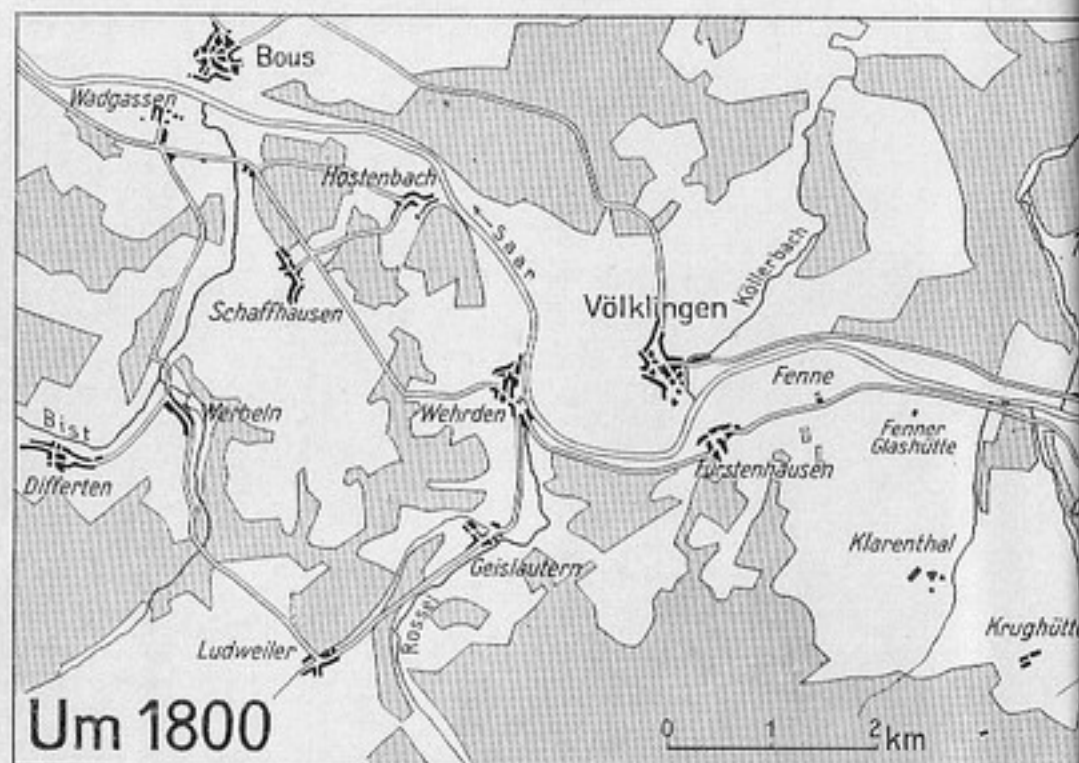 Bous
Wadgassen
Hostenbach
Saar
Köllerbach
Schaffhausen
Völklingen
Fenne
Werbeln
Wehrden
Bist
Fenner
Glashütte
Fürstenhausen
Differten
Klarenthal
Geislautern
Rossel
Krughütte
Ludweiler
Um 1800
0 1 2 km